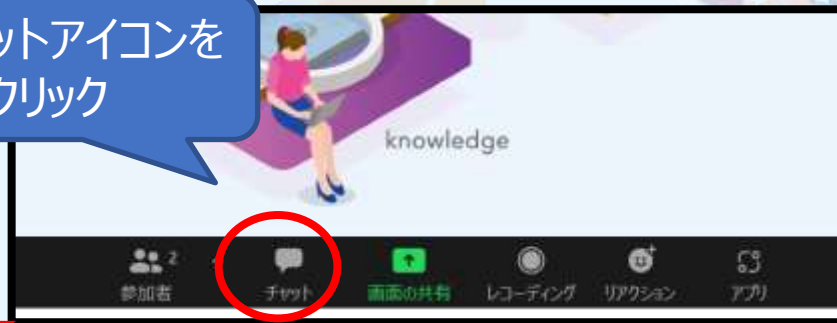 ットアイコンを
クリック
knowledge
2
参加者 チャット 画面の共有 レコーディング リアクション アプリ